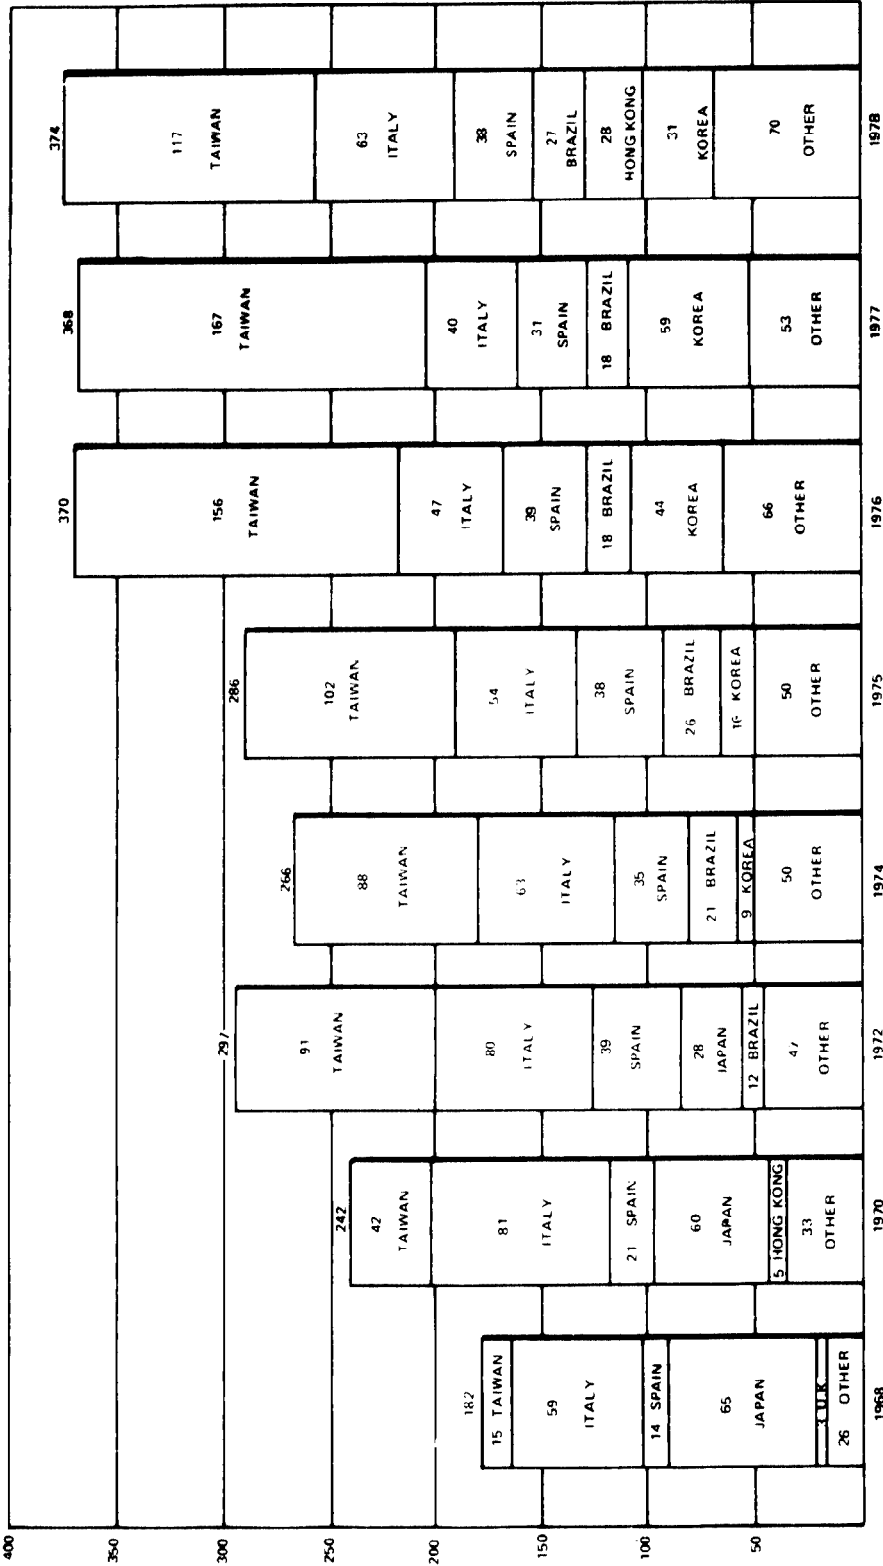 400
350
300
250
200
150
100
50
182
15 TAIWAN
59
ITALY
14 SPAIN
65
JAPAN
3 U.K
26 OTHER
1968
242
42
TAIWAN
81
ITALY
21 SPAIN
60
JAPAN
5 HONG KONG
33
OTHER
1970
297
91
TAIWAN
80
ITALY
39
SPAIN
28
JAPAN
12 BRAZIL
47
OTHER
1972
266
88
TAIWAN
63
ITALY
35
SPAIN
21 BRAZIL
9 KOREA
50
OTHER
1974
286
102
TAIWAN
54
ITALY
38
SPAIN
26 BRAZIL
16 KOREA
50
OTHER
1975
370
156
TAIWAN
47
ITALY
39
SPAIN
18 BRAZIL
44
KOREA
66
OTHER
1976
368
167
TAIWAN
40
ITALY
31
SPAIN
18 BRAZIL
59
KOREA
53
OTHER
1977
374
117
TAIWAN
63
ITALY
38
SPAIN
27
BRAZIL
28
HONG KONG
31
KOREA
70
OTHER
1978